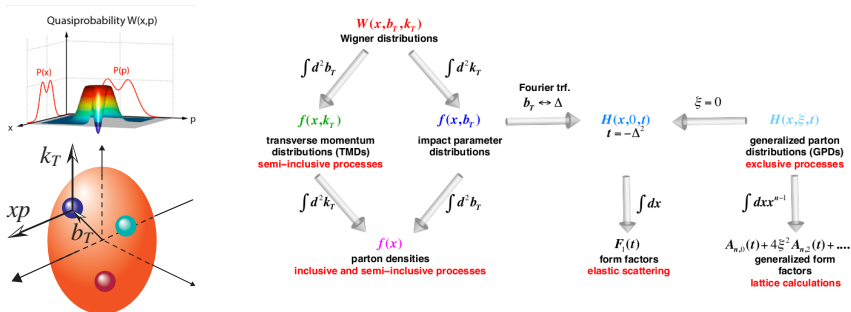 Quasiprobability W(x,p)
P(x)
P(p)
x
p
k_T
xp
b_T
W(x,b_T,k_T)
Wigner distributions
∫d²b_T
∫d²k_T
Fourier trf.
b_T ↔ Δ
ξ=0
f(x,k_T)
f(x,b_T)
H(x,0,t)
t=−Δ²
H(x,ξ,t)
transverse momentum
distributions (TMDs)
semi–inclusive processes
impact parameter
distributions
generalized parton
distributions (GPDs)
exclusive processes
∫d²k_T
∫d²b_T
∫dx
∫dxxⁿ⁻¹
f(x)
parton densities
inclusive and semi–inclusive processes
F₁(t)
form factors
elastic scattering
A_{n,0}(t)+4ξ²A_{n,2}(t)+....
generalized form
factors
lattice calculations